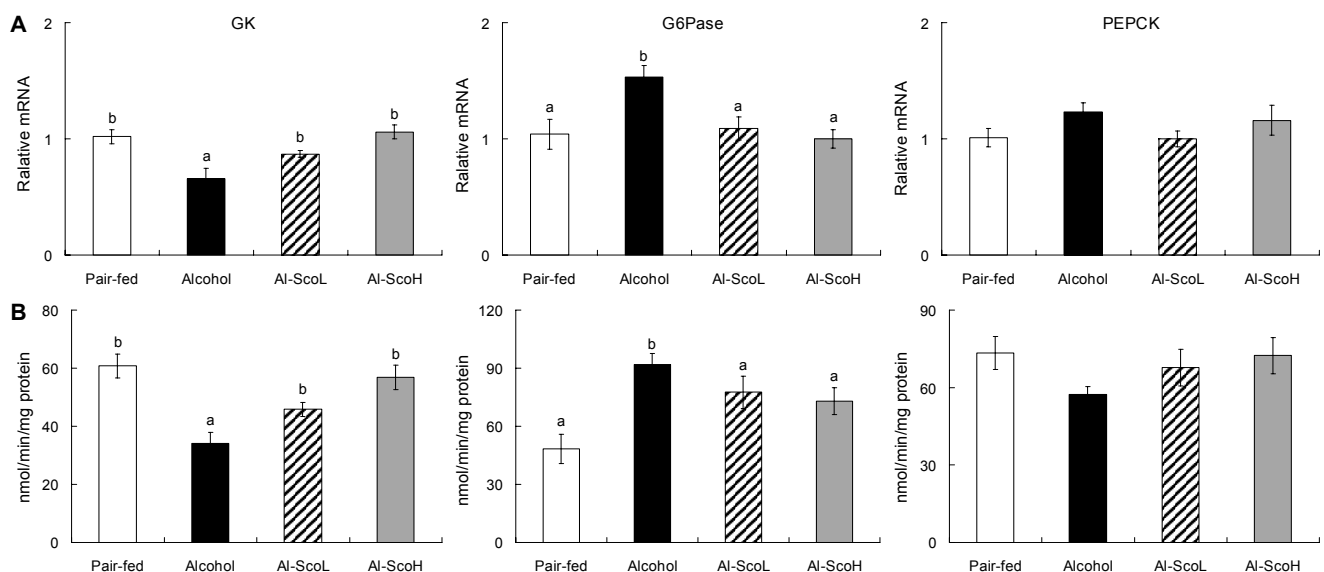 A
GK
Ralative mRNA
2
1
0
b
a
b
b
Pair-fed Alcohol Al-ScoL Al-ScoH
G6Pase
Ralative mRNA
2
1
0
a
b
a
a
Pair-fed Alcohol Al-ScoL Al-ScoH
PEPCK
Ralative mRNA
2
1
0
Pair-fed Alcohol Al-ScoL Al-ScoH
B
nmol/min/mg protein
80
60
40
20
0
b
a
b
b
Pair-fed Alcohol Al-ScoL Al-ScoH
nmol/min/mg protein
120
90
60
30
0
a
b
a
a
Pair-fed Alcohol Al-ScoL Al-ScoH
nmol/min/mg protein
90
60
30
0
Pair-fed Alcohol Al-ScoL Al-ScoH